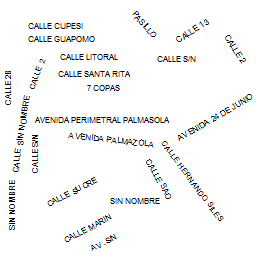 CALLE CUPESI
CALLE GUAPOMO
PASILLO
CALLE 13
CALLE 2
CALLE LITORAL
CALLE S/N
CALLE SANTA RITA
7 COPAS
CALLE 2
CALLE 28
CALLE SIN NOMBRE
CALLE S/N
AVENIDA PERIMETRAL PALMASOLA
AVENIDA 24 DE JUNIO
AVENIDA PALMAZOLA
CALLE SAO
CALLE HERNANDO SILES
SIN NOMBRE
CALLE SUCRE
SIN NOMBRE
CALLE MARIN
AV. SN